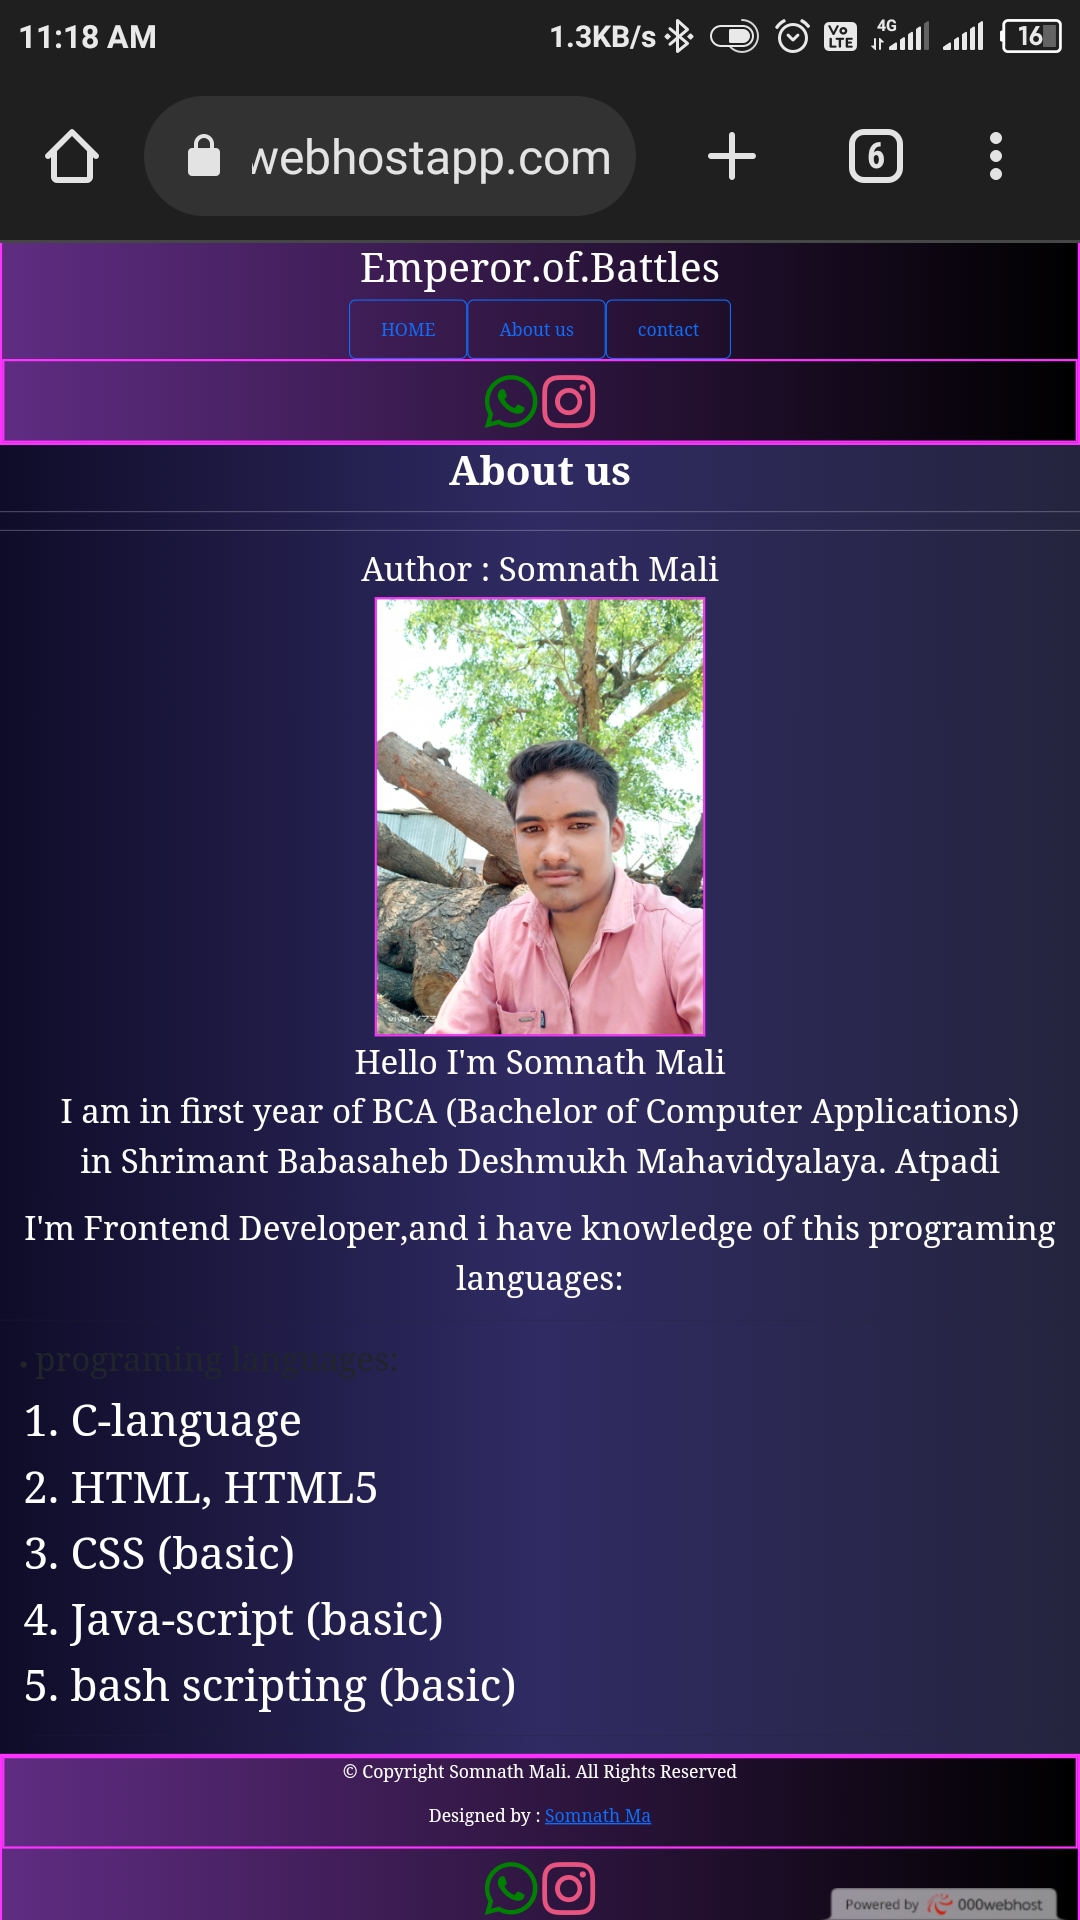 11:18 AM
1.3KB/s
Vo
LTE
4G
16
webhostapp.com
6
Emperor.of.Battles
HOME
About us
contact
About us
Author : Somnath Mali
Hello I'm Somnath Mali
I am in first year of BCA (Bachelor of Computer Applications)
in Shrimant Babasaheb Deshmukh Mahavidyalaya. Atpadi
I'm Frontend Developer,and i have knowledge of this programing
languages:
• programing languages:
1. C-language
2. HTML, HTML5
3. CSS (basic)
4. Java-script (basic)
5. bash scripting (basic)
© Copyright Somnath Mali. All Rights Reserved
Designed by : Somnath Ma
Powered by 000webhost